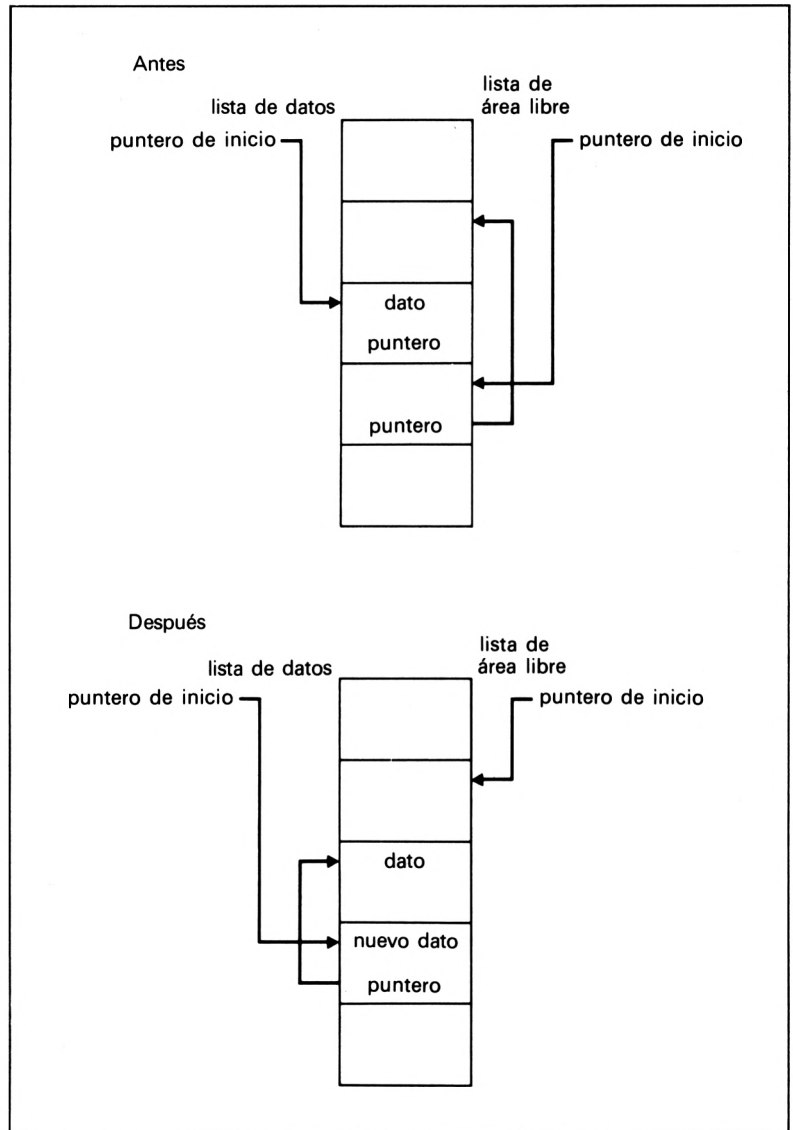 Antes
lista de datos
lista de
área libre
puntero de inicio
puntero de inicio
dato
puntero
puntero
Después
lista de datos
lista de
área libre
puntero de inicio
puntero de inicio
dato
nuevo dato
puntero